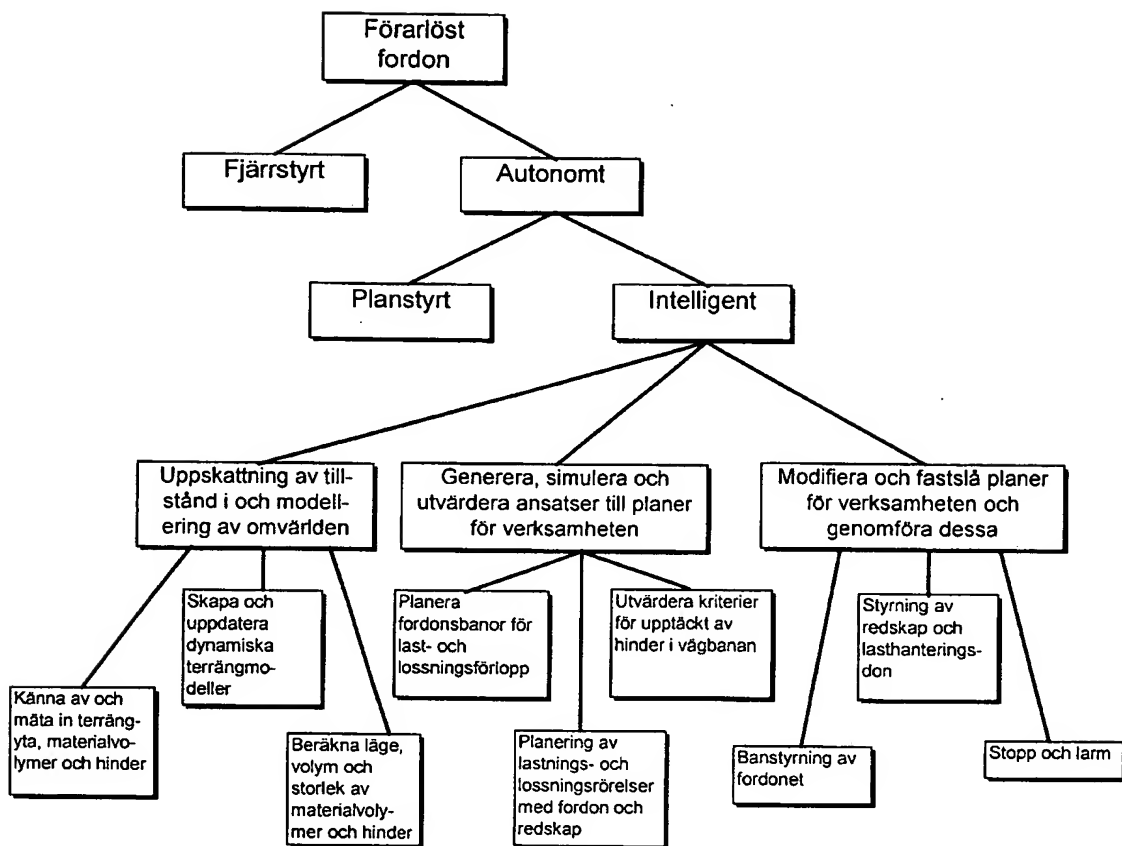 Förarlöst
fordon
Fjärrstyrt
Autonomt
Planstyrt
Intelligent
Uppskattning av till-
stånd i och modell-
ering av omvärlden
Generera, simulera och
utvärdera ansatser till planer
för verksamheten
Modifiera och fastslå planer
för verksamheten och
genomföra dessa
Känna av och
mäta in terräng-
yta, materialvo-
lymer och hinder
Skapa och
uppdatera
dynamiska
terrängmo-
deller
Beräkna läge,
volym och
storlek av
materialvoly-
mer och hinder
Planera
fordonsbanor för
last- och
lossningsförlopp
Planering av
lastnings- och
lossningsrörelser
med fordon och
redskap
Utvärdera kriterier
för upptäckt av
hinder i vägbanan
Banstyrning av
fordonet
Styrning av
redskap och
lasthanterings-
don
Stopp och larm